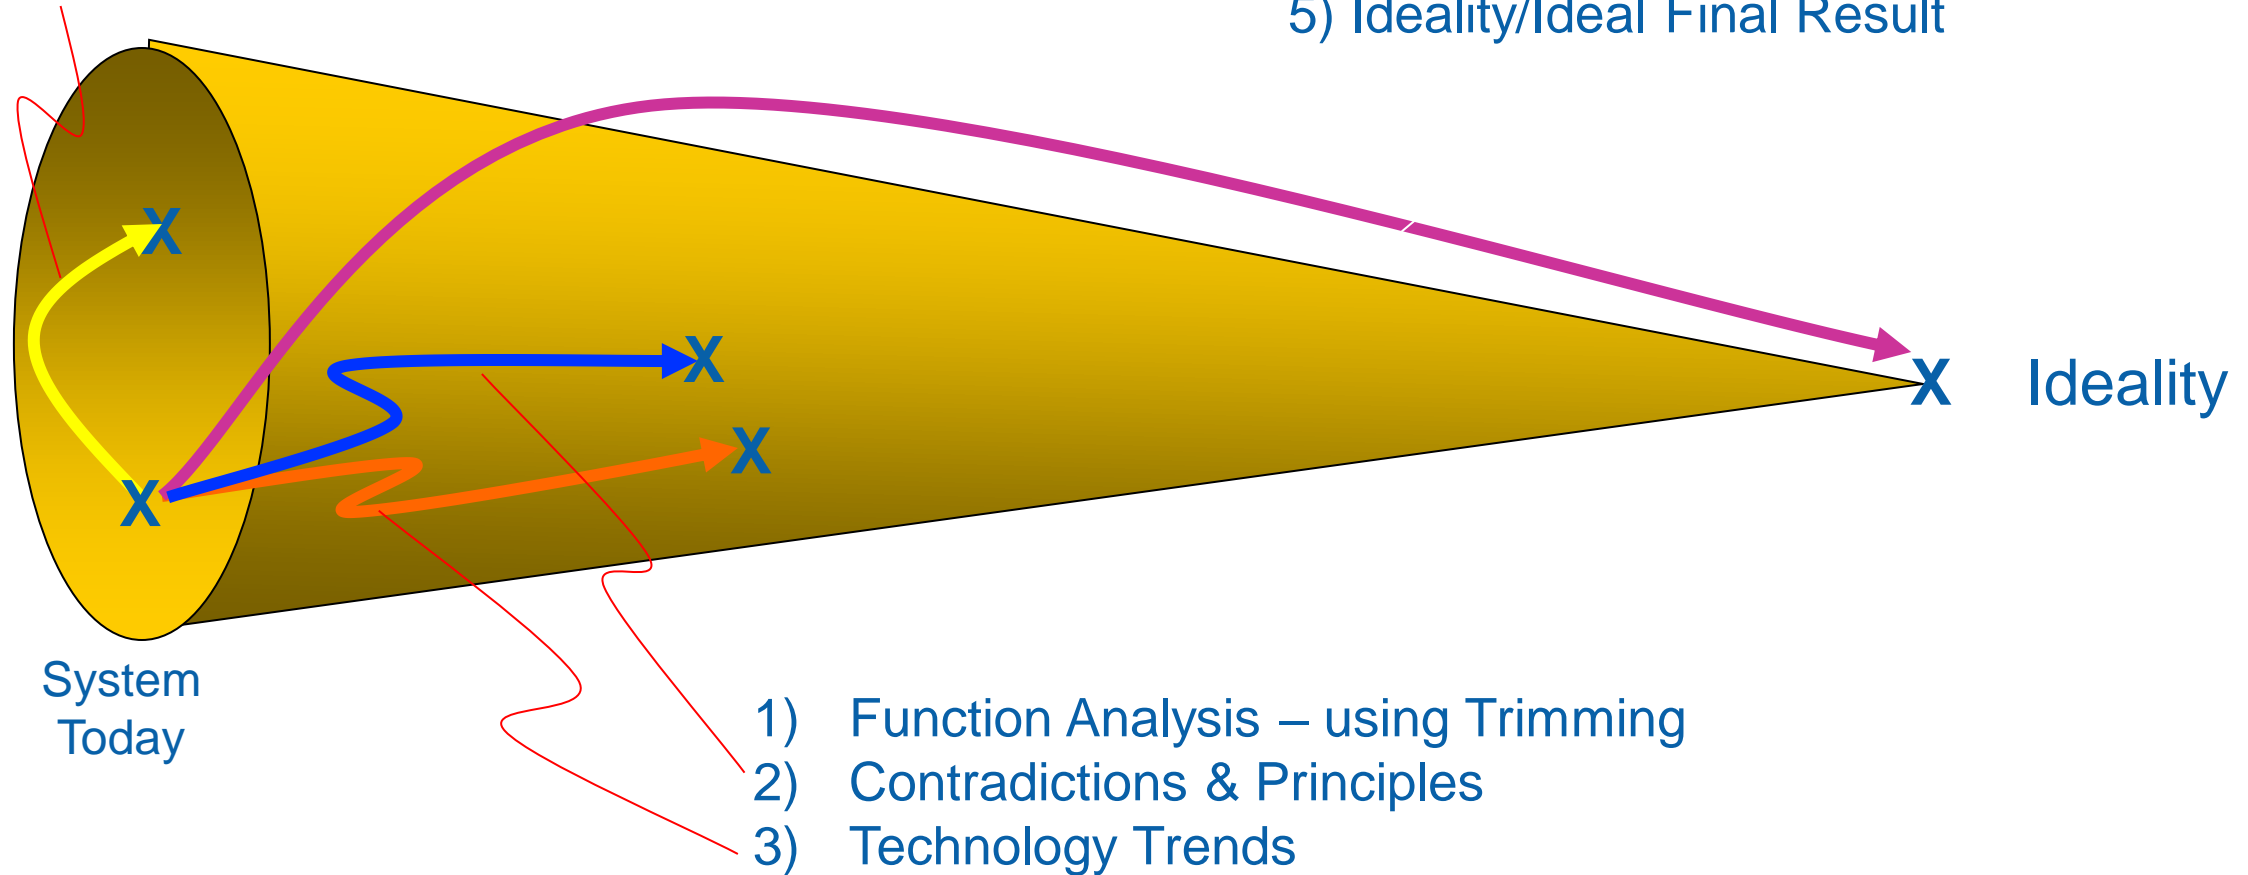 5) Ideality/Ideal Final Result
X
X
X
X
X Ideality
System
Today
1) Function Analysis – using Trimming
2) Contradictions & Principles
3) Technology Trends